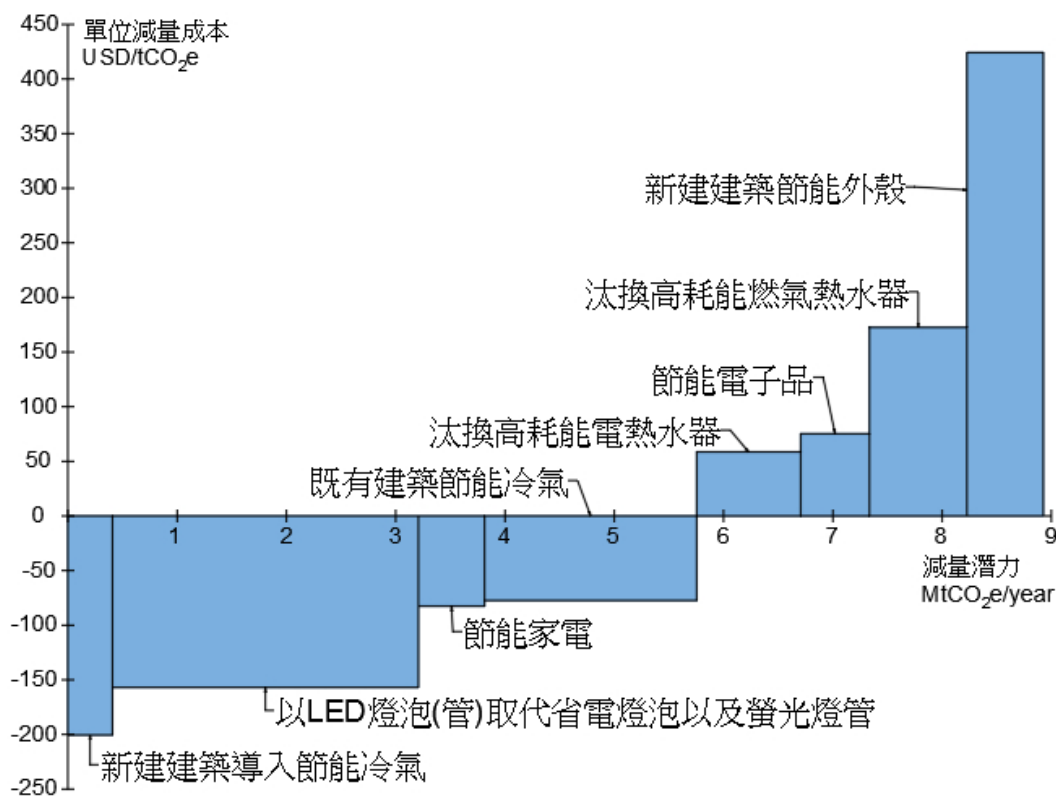 450
單位減量成本
USD/tCO₂e
400
350
300
新建建築節能外殼
250
200
汰換高耗能燃氣熱水器
150
節能電子品
100
汰換高耗能電熱水器
50
既有建築節能冷氣
0
1 2 3 4 5 6 7 8 9
減量潛力
MtCO₂e/year
-50
-100
節能家電
-150
以LED燈泡(管)取代省電燈泡以及螢光燈管
-200
新建建築導入節能冷氣
-250